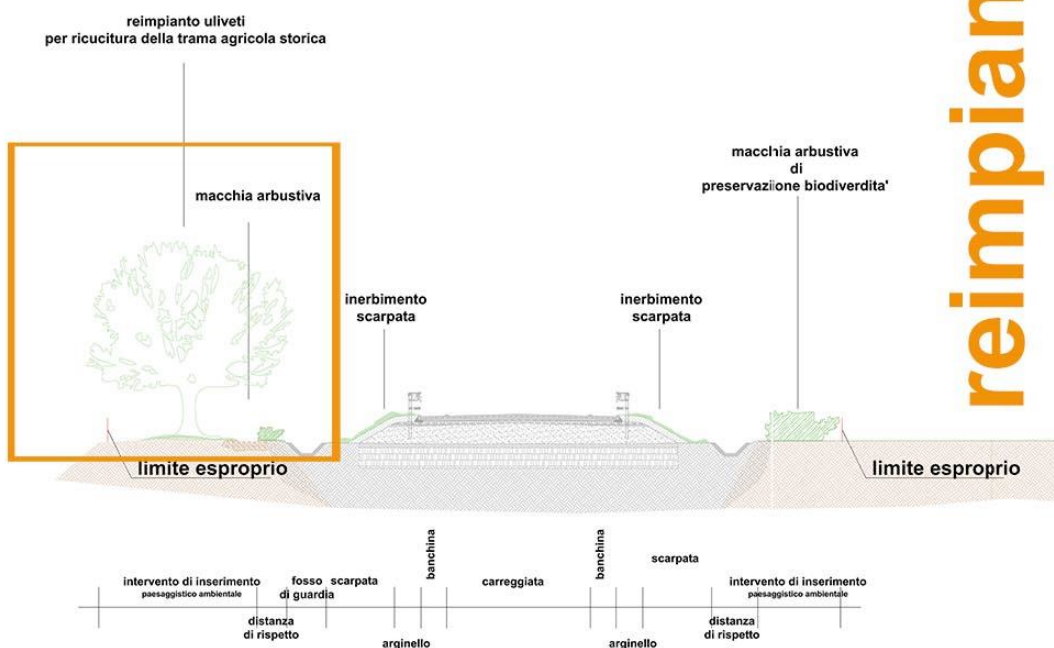 reimpianto uliveti
per ricucitura della trama agricola storica
reimpian
macchia arbustiva
macchia arbustiva
di
preservazione biodiverdita'
inerbimento
scarpata
inerbimento
scarpata
limite esproprio
limite esproprio
banchina
banchina
scarpata
intervento di inserimento
paesaggistico ambientale
fosso
di guardia
scarpata
carreggiata
intervento di inserimento
paesaggistico ambientale
distanza
di rispetto
arginello
arginello
distanza
di rispetto